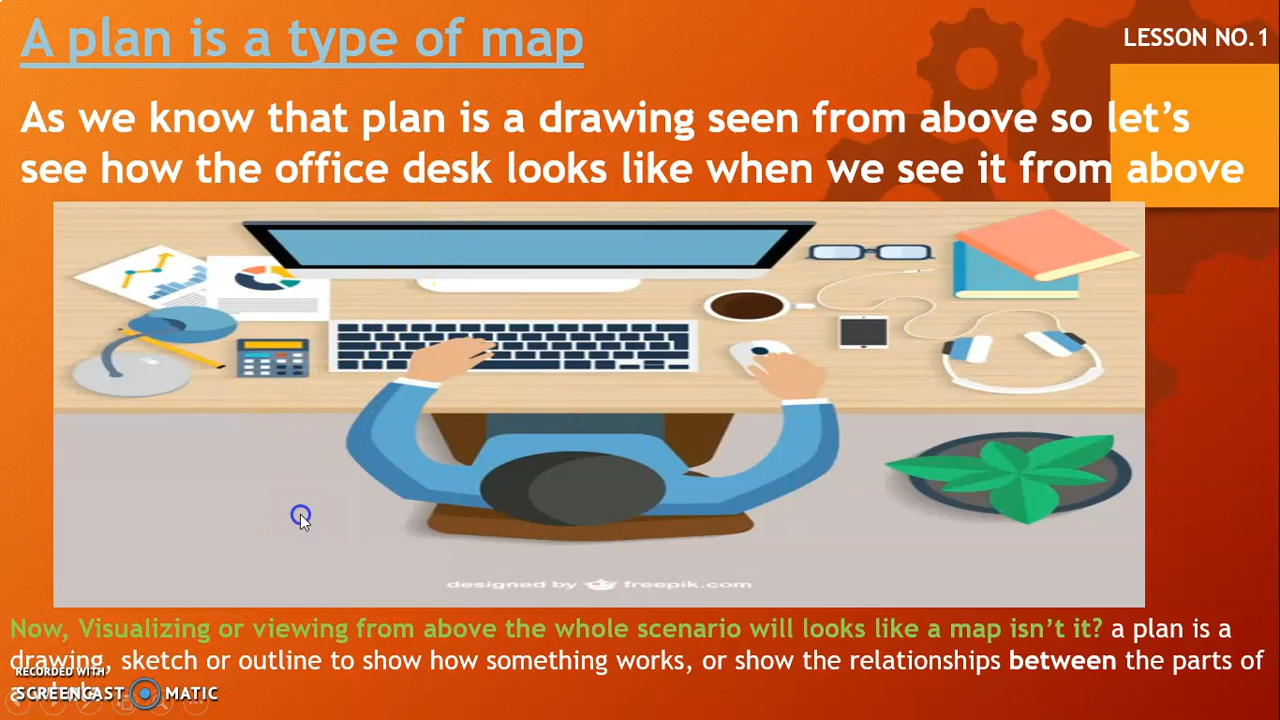 A plan is a type of map
LESSON NO.1
As we know that plan is a drawing seen from above so let’s
see how the office desk looks like when we see it from above
designed by freepik.com
Now, Visualizing or viewing from above the whole scenario will looks like a map isn’t it? a plan is a
drawing, sketch or outline to show how something works, or show the relationships between the parts of
RECORDED WITH
SCREENCAST MATIC